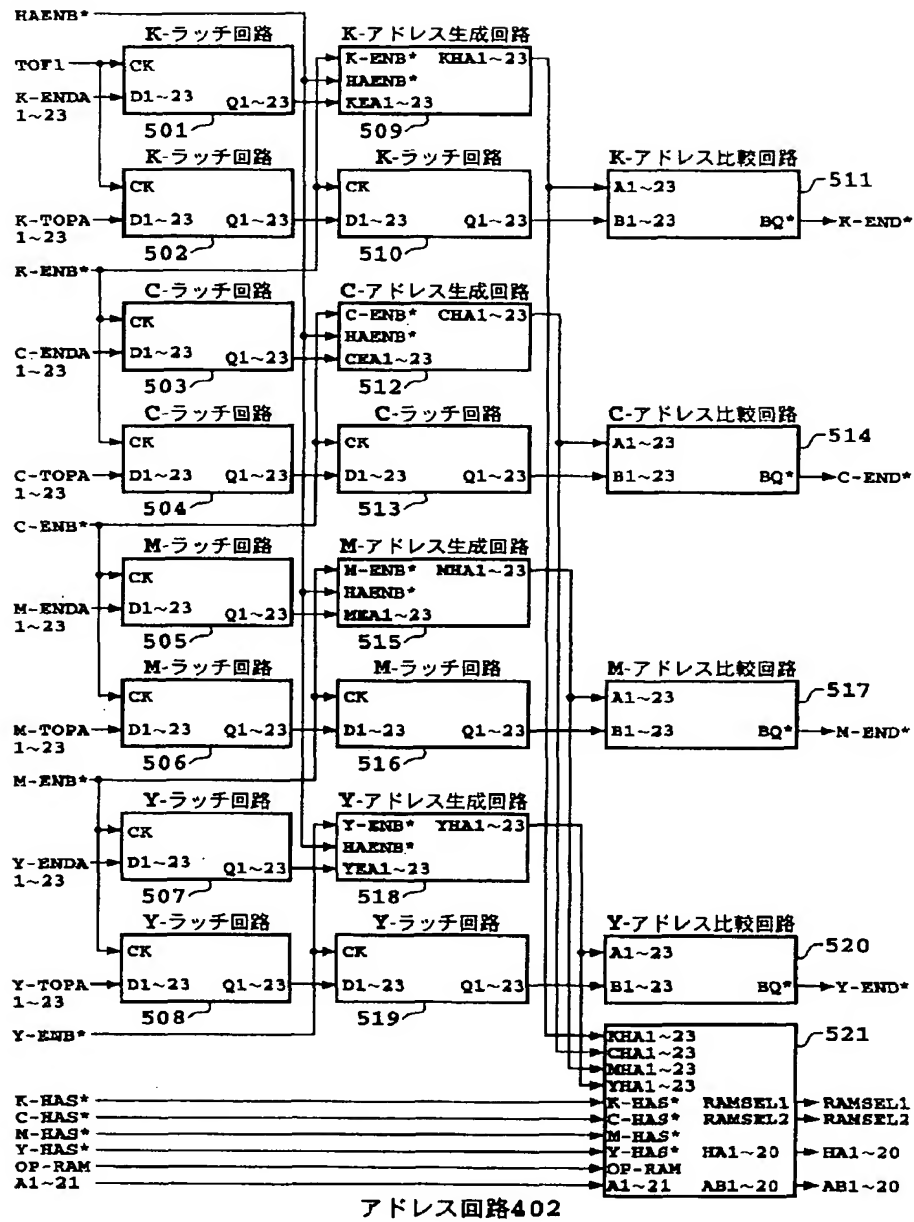 HAENB*
K-ラッチ回路 K-アドレス生成回路
TOF1 CK K-ENB* KHA1~23
HAENB*
K-ENDA D1~23 Q1~23 KEA1~23
1~23
501 509
K-ラッチ回路 K-ラッチ回路 K-アドレス比較回路
CK CK A1~23 511
K-TOPA D1~23 Q1~23 D1~23 Q1~23 B1~23 BQ* K-END*
1~23
502 510
K-ENB*
C-ラッチ回路 C-アドレス生成回路
CK C-ENB* CHA1~23
HAENB*
C-ENDA D1~23 Q1~23 CEA1~23
1~23
503 512
C-ラッチ回路 C-ラッチ回路 C-アドレス比較回路
CK CK A1~23 514
C-TOPA D1~23 Q1~23 D1~23 Q1~23 B1~23 BQ* C-END*
1~23
504 513
C-ENB*
M-ラッチ回路 M-アドレス生成回路
CK M-ENB* MHA1~23
HAENB*
M-ENDA D1~23 Q1~23 MEA1~23
1~23
505 515
M-ラッチ回路 M-ラッチ回路 M-アドレス比較回路
CK CK A1~23 517
M-TOPA D1~23 Q1~23 D1~23 Q1~23 B1~23 BQ* M-END*
1~23
506 516
M-ENB*
Y-ラッチ回路 Y-アドレス生成回路
CK Y-ENB* YHA1~23
HAENB*
Y-ENDA D1~23 Q1~23 YEA1~23
1~23
507 518
Y-ラッチ回路 Y-ラッチ回路 Y-アドレス比較回路
CK CK A1~23 520
Y-TOPA D1~23 Q1~23 D1~23 Q1~23 B1~23 BQ* Y-END*
1~23
508 519
Y-ENB*
KHA1~23 521
CHA1~23
MHA1~23
YHA1~23
K-HAS* K-HAS* RAMSEL1 RAMSEL1
C-HAS* C-HAS* RAMSEL2 RAMSEL2
M-HAS* M-HAS*
Y-HAS* Y-HAS* HA1~20 HA1~20
OP-RAM OP-RAM
A1~21 A1~21 AB1~20 AB1~20
アドレス回路402